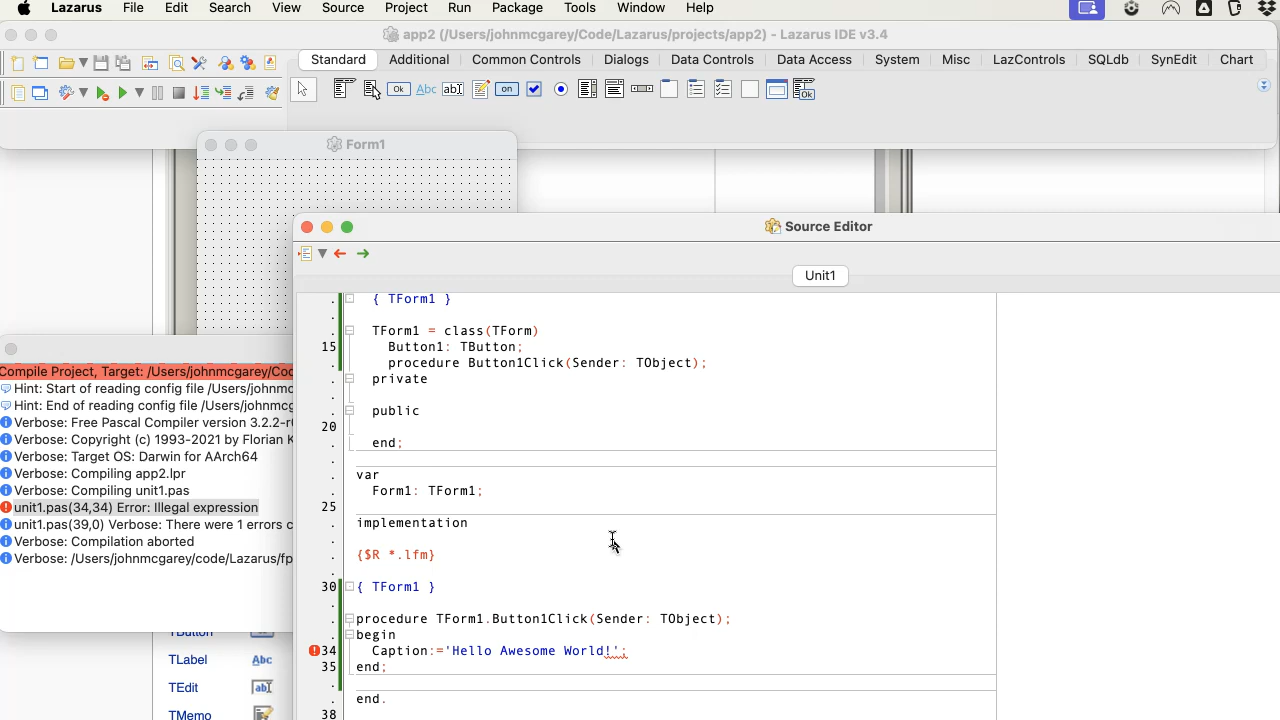 Lazarus File Edit Search View Source Project Run Package Tools Window Help
app2 (/Users/johnmcgarey/Code/Lazarus/projects/app2) - Lazarus IDE v3.4
Standard Additional Common Controls Dialogs Data Controls Data Access System Misc LazControls SQLdb SynEdit Chart
Ok Abc ab on Ok
Form1
Source Editor
Unit1
{ TForm1 }
TForm1 = class(TForm)
15 Button1: TButton;
procedure Button1Click(Sender: TObject);
private
public
20
end;
var
Form1: TForm1;
25
implementation
{$R *.lfm}
30 { TForm1 }
procedure TForm1.Button1Click(Sender: TObject);
begin
34 Caption:='Hello Awesome World!';
35 end;
end.
38
Compile Project, Target: /Users/johnmcgarey/Coc
Hint: Start of reading config file /Users/johnmc
Hint: End of reading config file /Users/johnmcg
Verbose: Free Pascal Compiler version 3.2.2-r
Verbose: Copyright (c) 1993-2021 by Florian K
Verbose: Target OS: Darwin for AArch64
Verbose: Compiling app2.lpr
Verbose: Compiling unit1.pas
unit1.pas(34,34) Error: Illegal expression
unit1.pas(39,0) Verbose: There were 1 errors c
Verbose: Compilation aborted
Verbose: /Users/johnmcgarey/code/Lazarus/fp
TButton
TLabel Abc
TEdit ab
TMemo